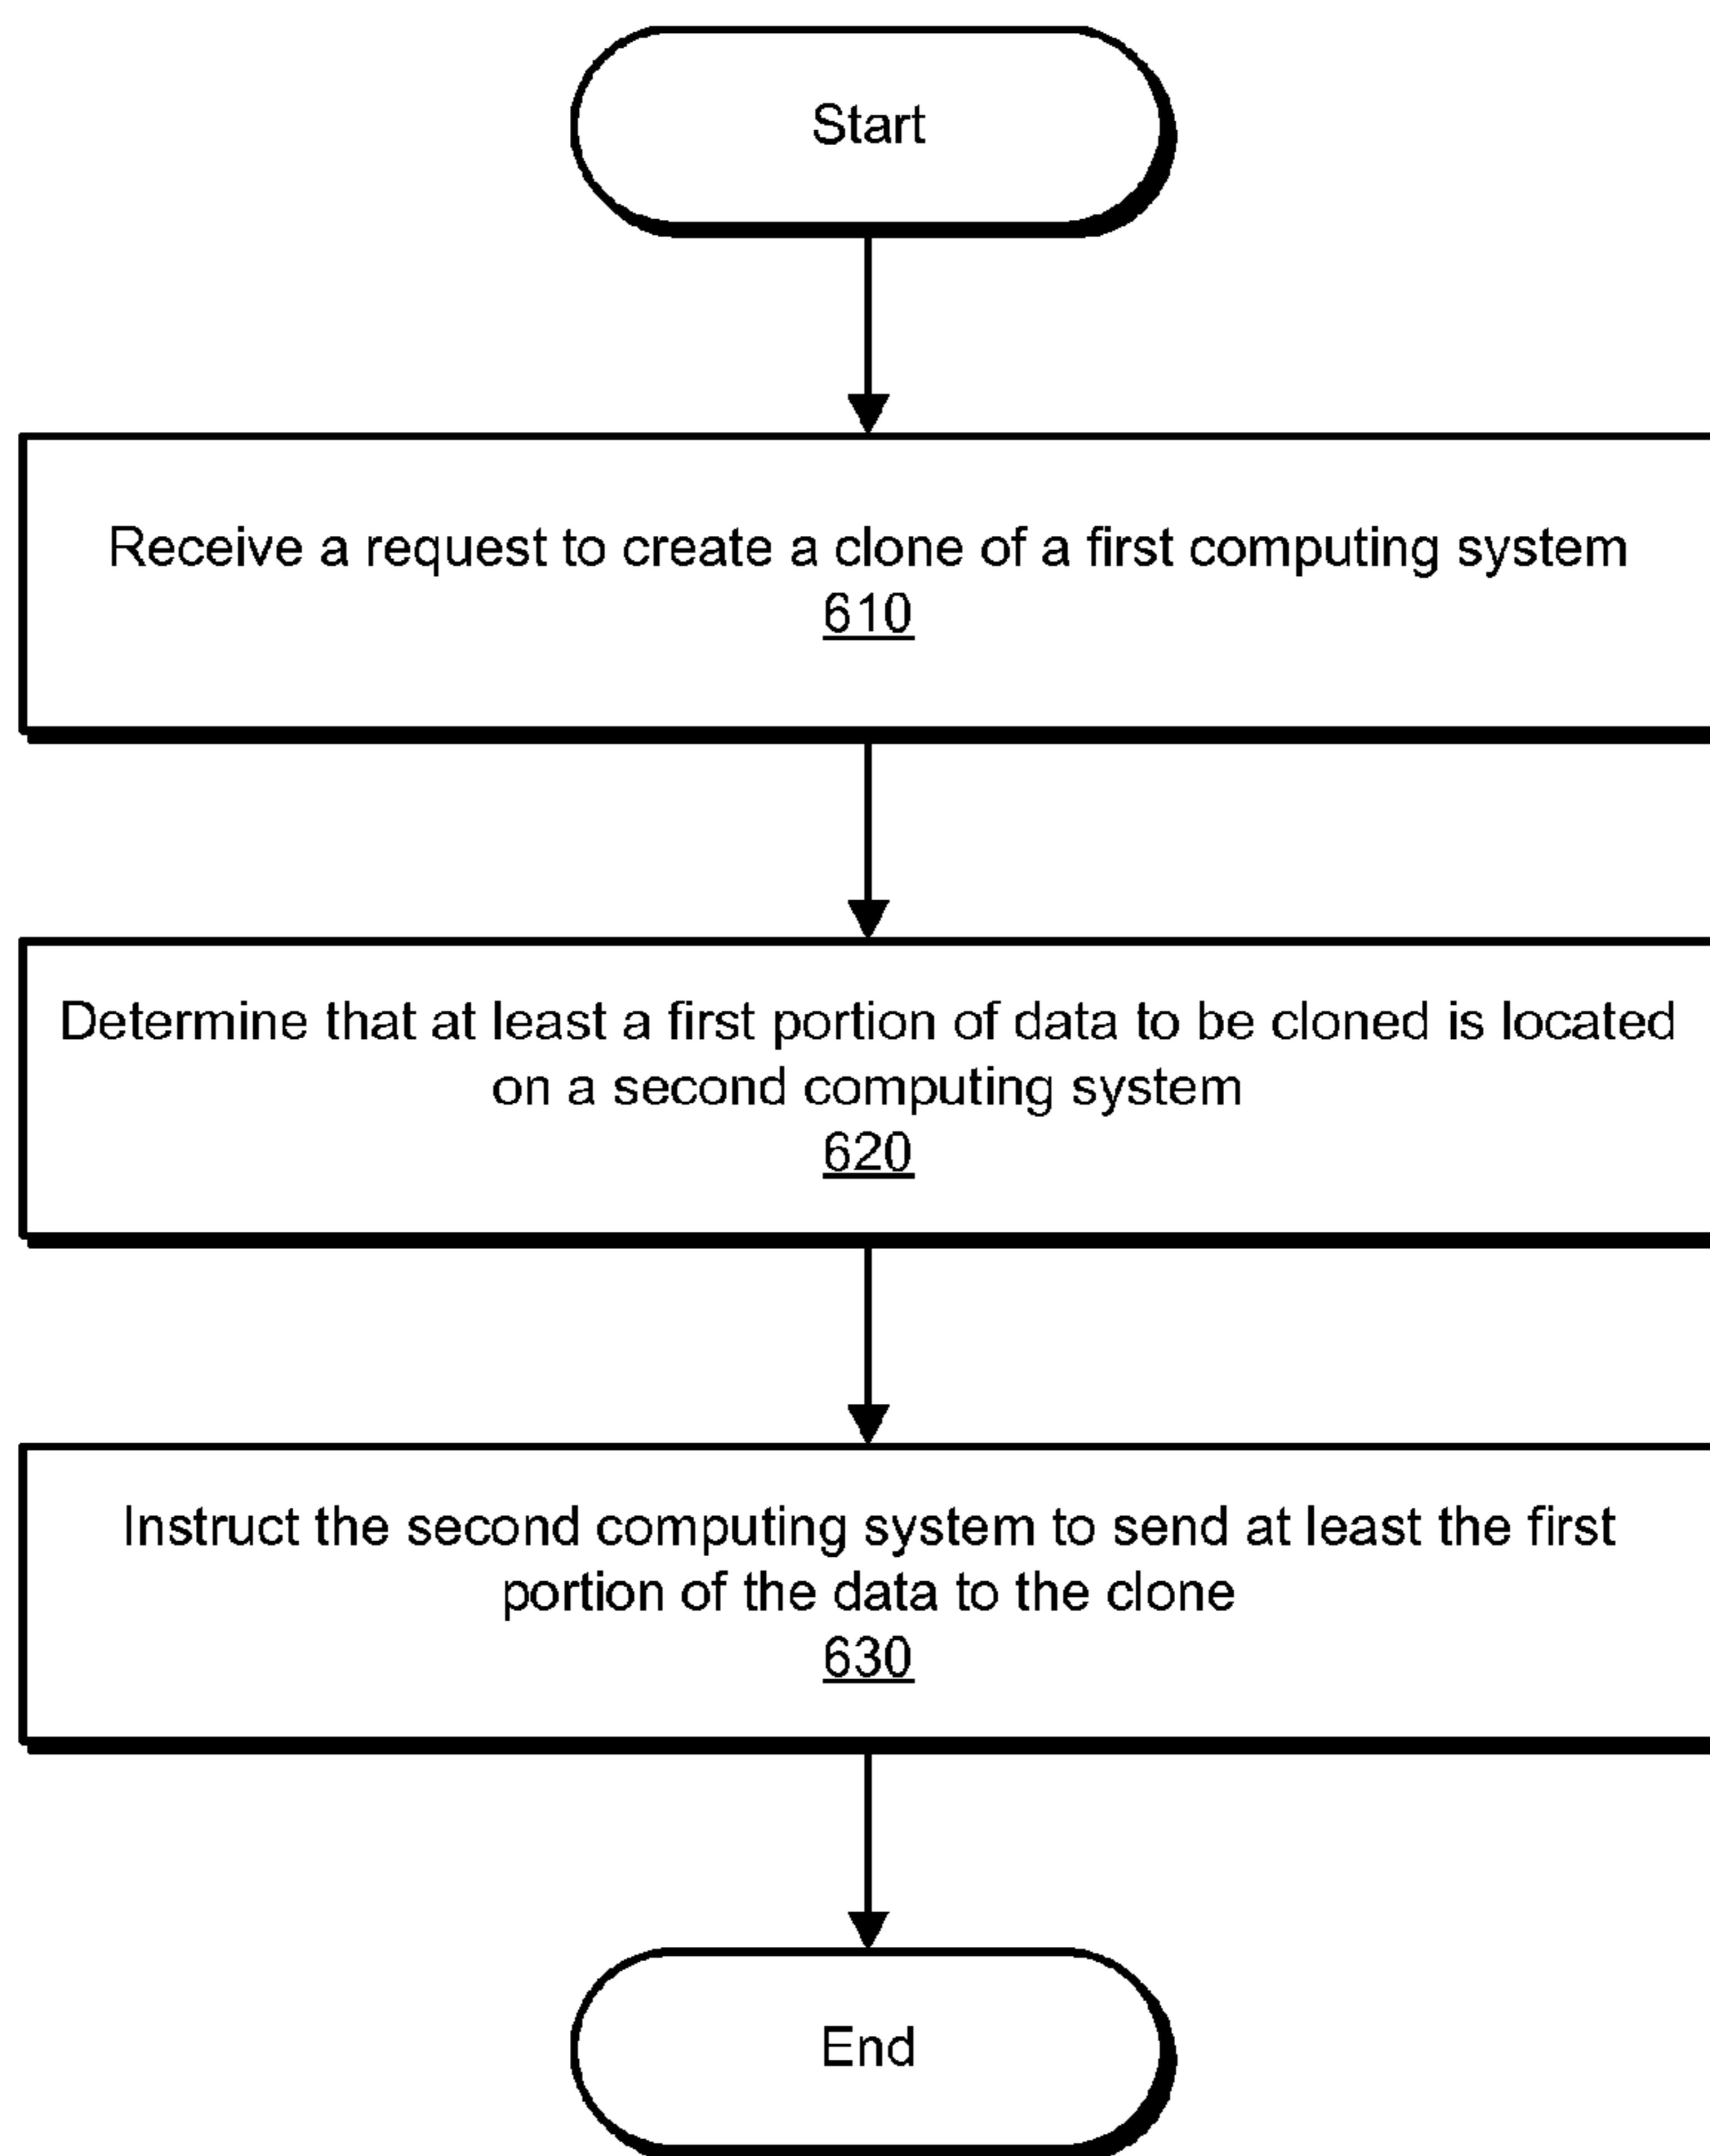 Start
Receive a request to create a clone of a first computing system
610
Determine that at least a first portion of data to be cloned is located
on a second computing system
620
Instruct the second computing system to send at least the first
portion of the data to the clone
630
End